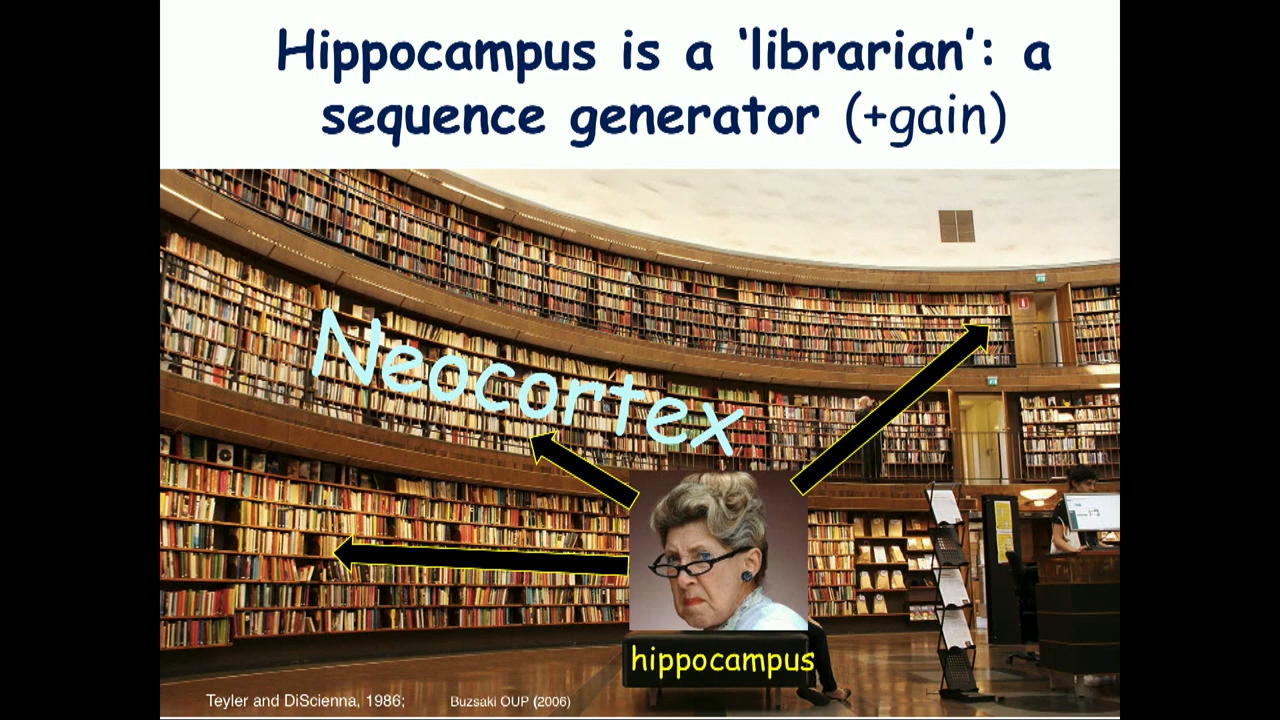 Hippocampus is a ‘librarian’: a
sequence generator (+gain)
Neocortex
hippocampus
Teyler and DiScienna, 1986; Buzsaki OUP (2006)